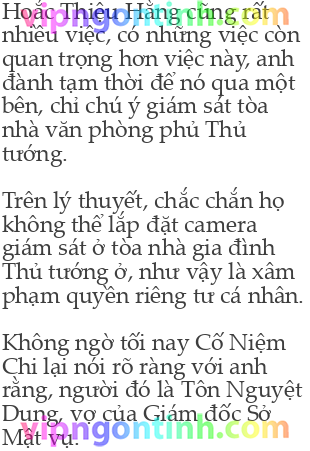 Hoắc Thiệu Hằng cũng rất
vipngontinh.com
nhiều việc, có những việc còn
quan trọng hơn việc này, anh
đành tạm thời để nó qua một
bên, chỉ chú ý giám sát tòa
nhà văn phòng phủ Thủ
tướng.
Trên lý thuyết, chắc chắn họ
không thể lắp đặt camera
giám sát ở tòa nhà gia đình
Thủ tướng ở, như vậy là xâm
phạm quyền riêng tư cá nhân.
Không ngờ tối nay Cố Niệm
Chi lại nói rõ ràng với anh
rằng, người đó là Tôn Nguyệt
Dung, vợ của Giám đốc Sở
vipngontinh.com
Mật vụ.